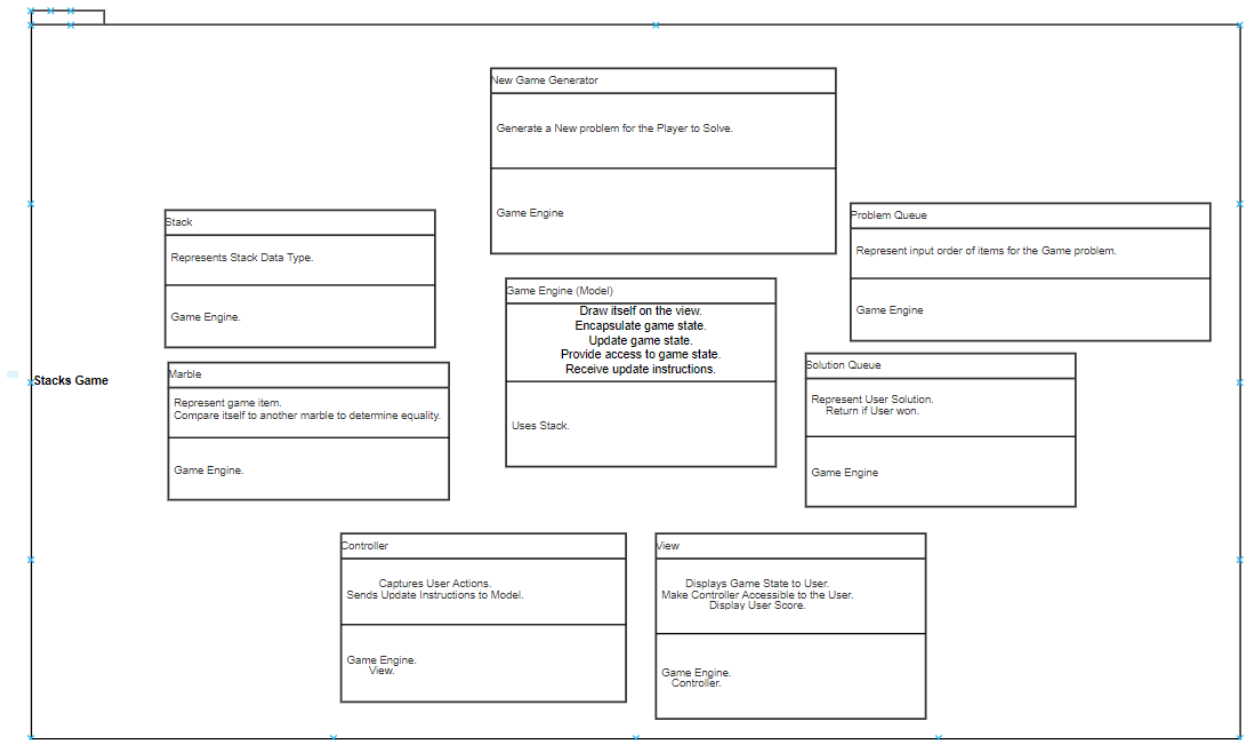 New Game Generator
Generate a New problem for the Player to Solve.
Game Engine
Stack
Represents Stack Data Type.
Game Engine.
Problem Queue
Represent input order of items for the Game problem.
Game Engine
Game Engine (Model)
Draw itself on the view.
Encapsulate game state.
Update game state.
Provide access to game state.
Receive update instructions.
Uses Stack.
Stacks Game
Marble
Represent game item.
Compare itself to another marble to determine equality.
Game Engine.
Solution Queue
Represent User Solution.
Return if User won.
Game Engine
Controller
Captures User Actions.
Sends Update Instructions to Model.
Game Engine.
View.
View
Displays Game State to User.
Make Controller Accessible to the User.
Display User Score.
Game Engine.
Controller.